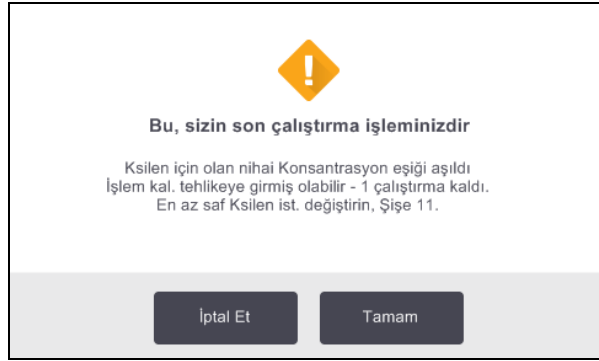 Bu, sizin son çalıştırma işleminizdir
Ksilen için olan nihai Konsantrasyon eşiği aşıldı
İşlem kal. tehlikeye girmiş olabilir - 1 çalıştırma kaldı.
En az saf Ksilen ist. değiştirin, Şişe 11.
İptal Et
Tamam